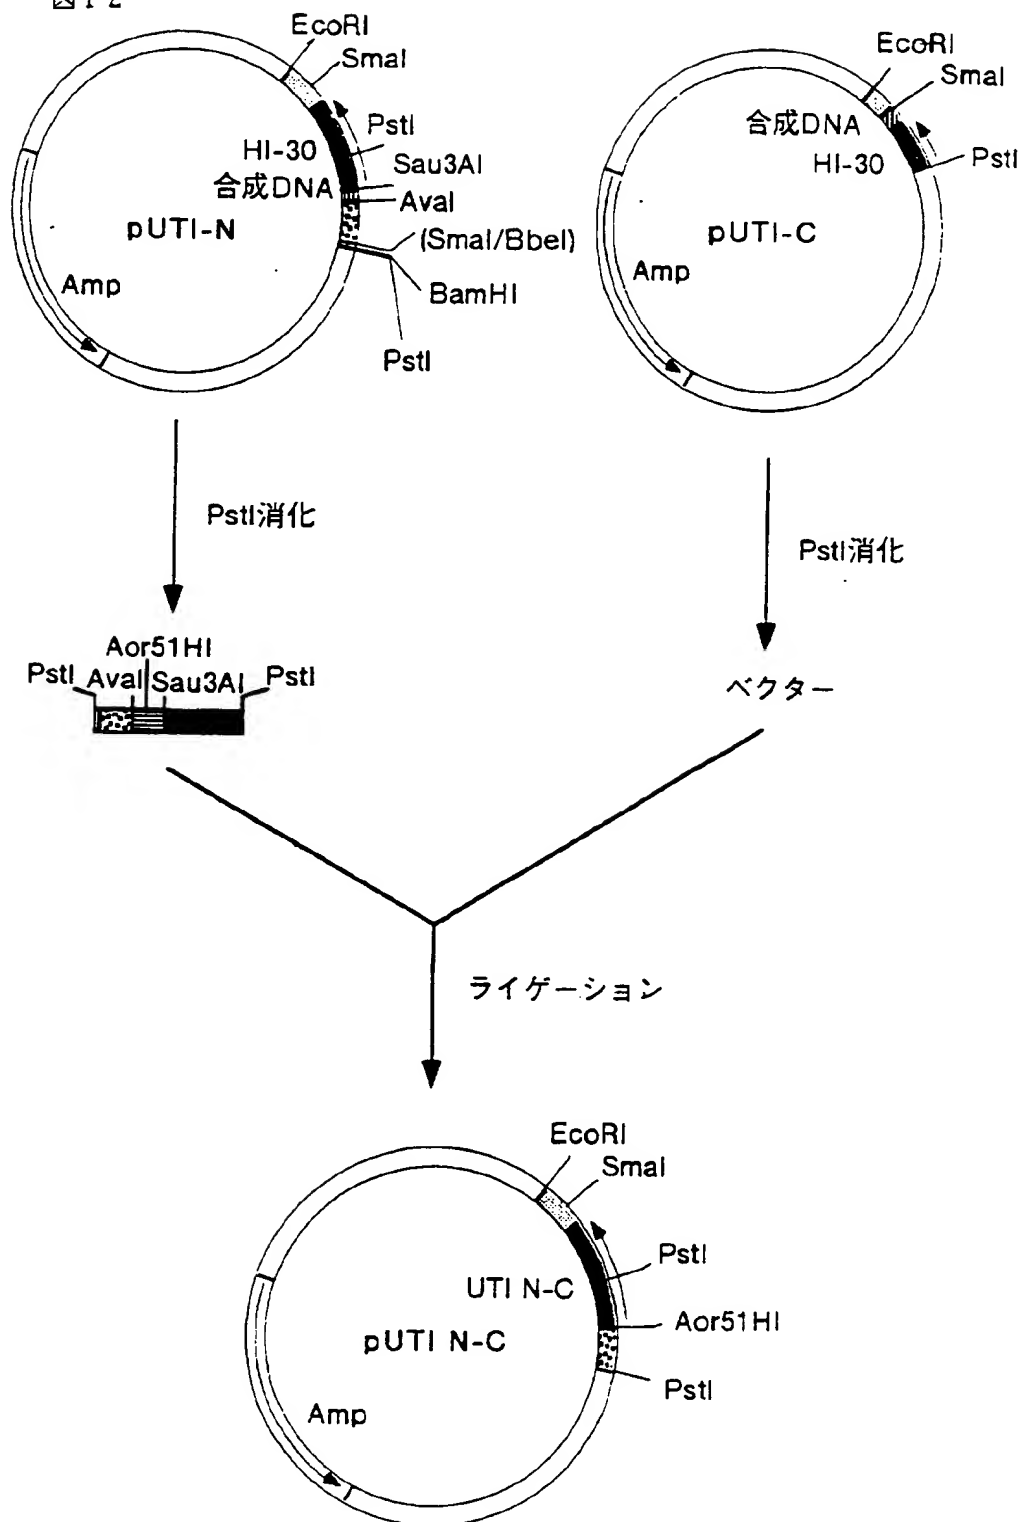 EcoRI
SmaI
PstI
HI-30
Sau3AI
合成DNA
AvaI
pUTI-N
(SmaI/BbeI)
Amp
BamHI
PstI
EcoRI
SmaI
合成DNA
HI-30
PstI
pUTI-C
Amp
PstI消化
PstI消化
Aor51HI
PstI
AvaI
Sau3AI
PstI
ベクター
ライゲーション
EcoRI
SmaI
PstI
UTI N-C
Aor51HI
pUTI N-C
PstI
Amp